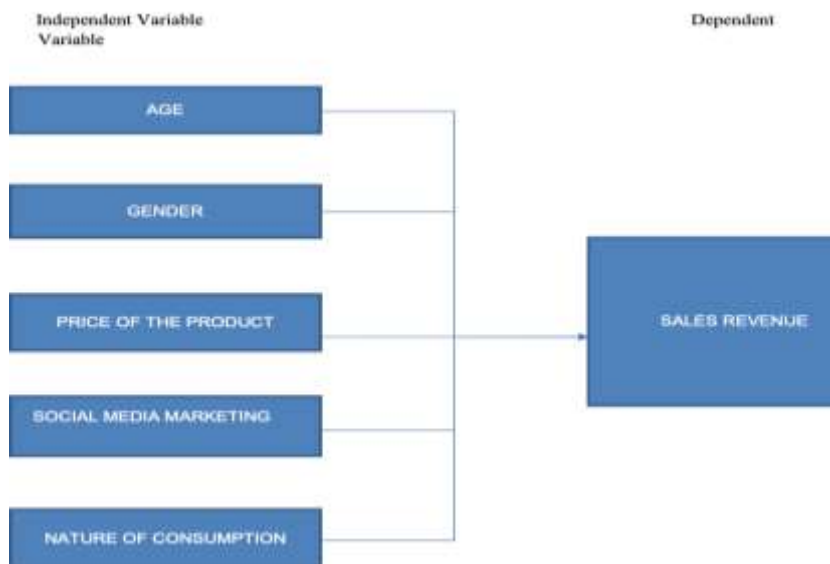 Independent Variable
Variable
Dependent
AGE
GENDER
PRICE OF THE PRODUCT
SOCIAL MEDIA MARKETING
NATURE OF CONSUMPTION
SALES REVENUE